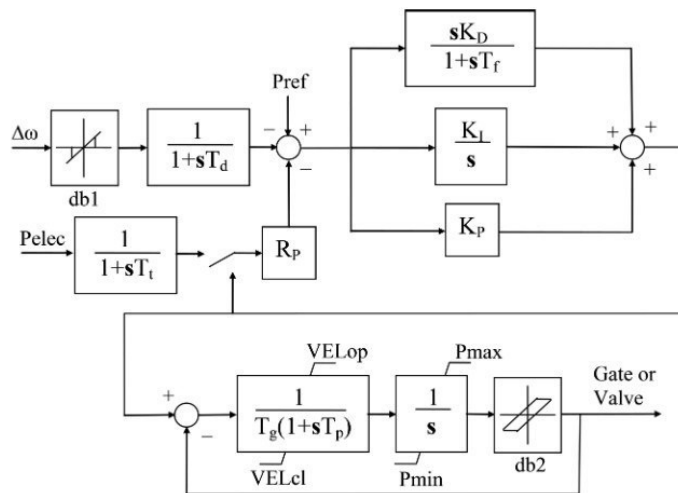 sK_D
1+sT_f
Pref
Δω
db1
1
1+sT_d
−
+
−
K_I
s
+
+
+
K_P
Pelec
1
1+sT_t
R_P
VELop
Pmax
Gate or
Valve
+
−
1
T_g(1+sT_p)
1
s
db2
VELcl
Pmin